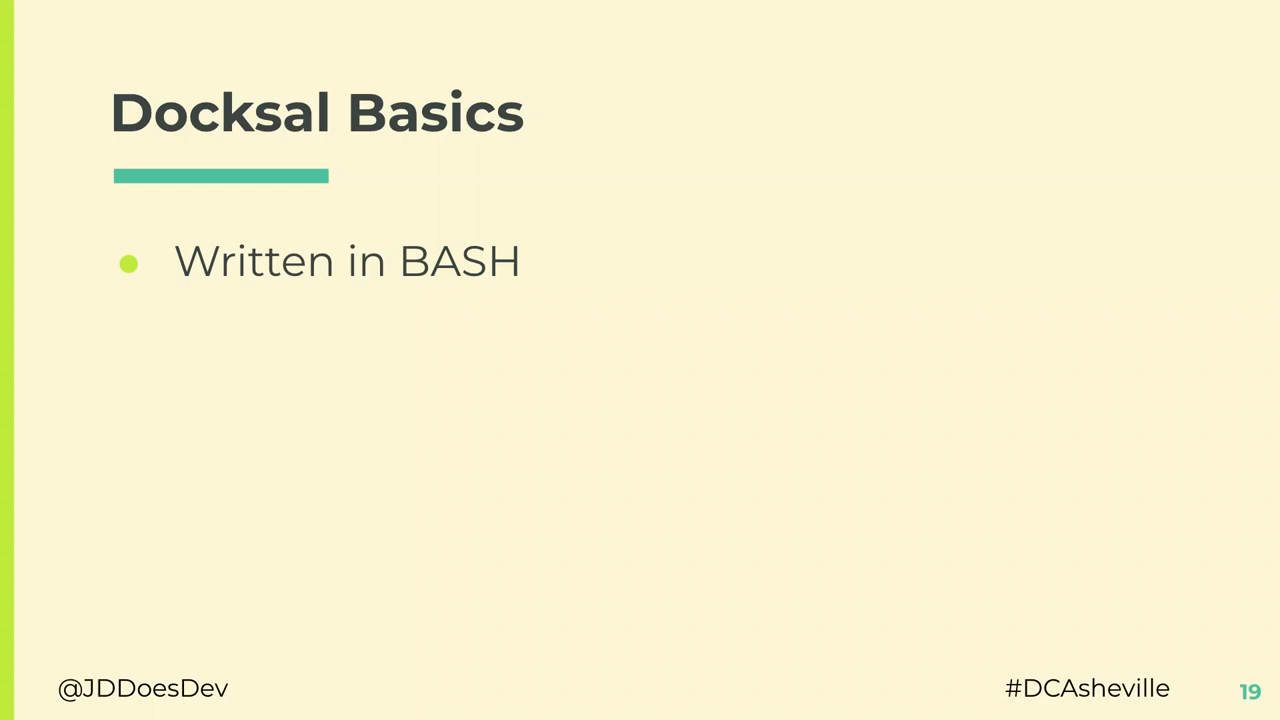 Docksal Basics
Written in BASH
@JDDoesDev
#DCAsheville
19